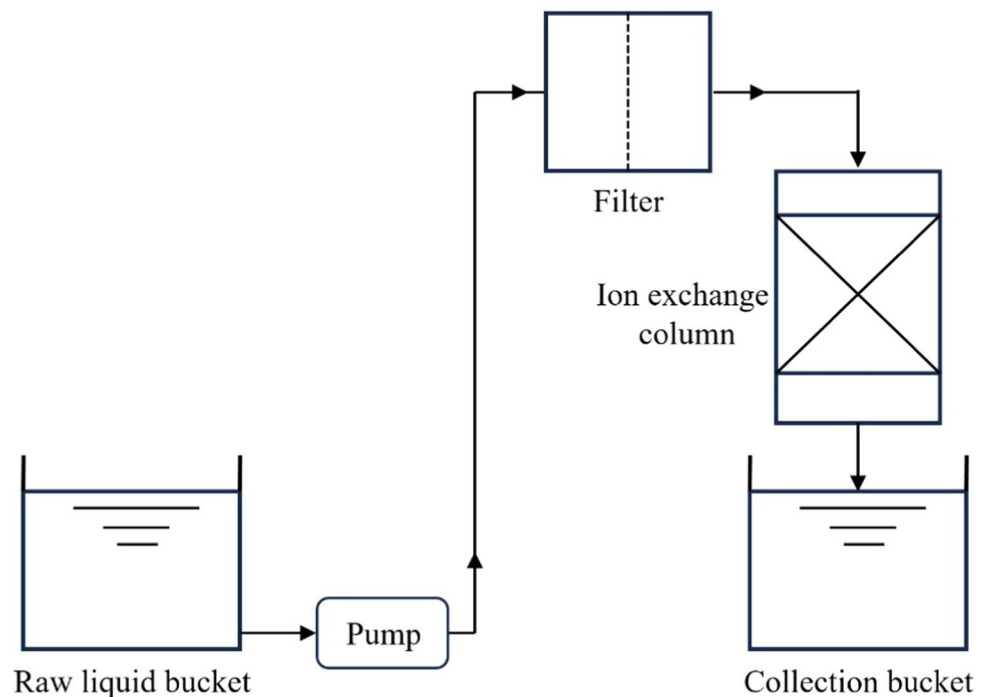 Filter
Ion exchange
column
Pump
Raw liquid bucket
Collection bucket